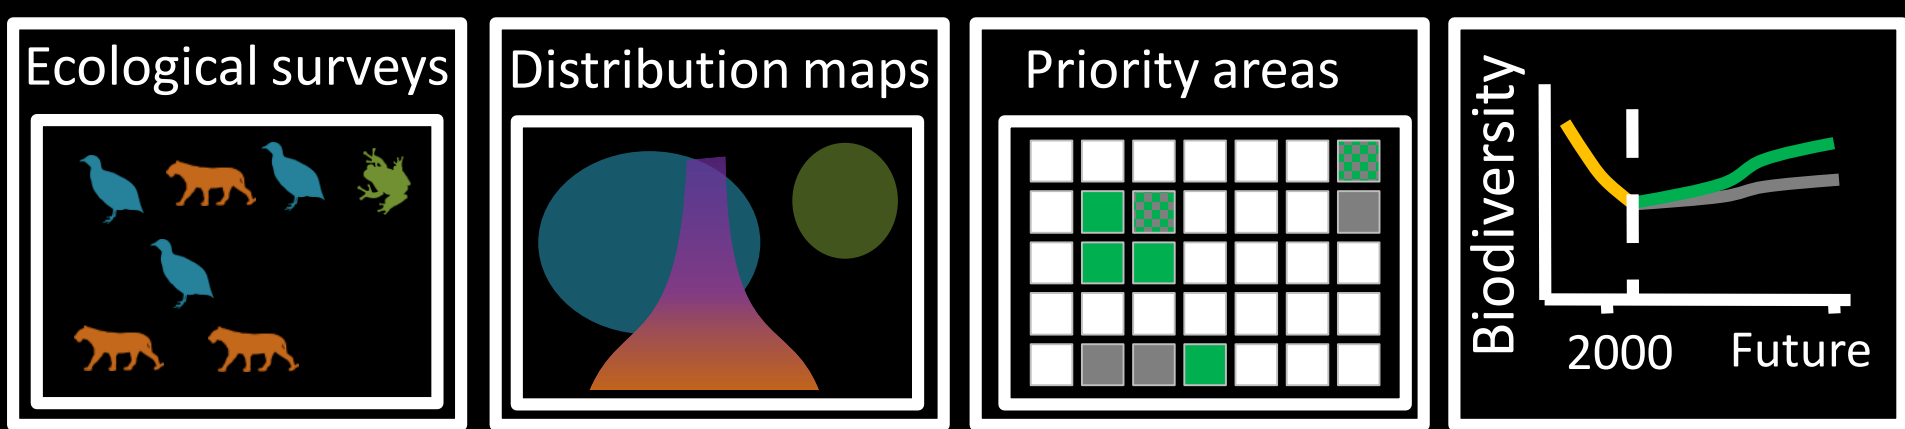 Ecological surveys
Distribution maps
Priority areas
Biodiversity
2000
Future